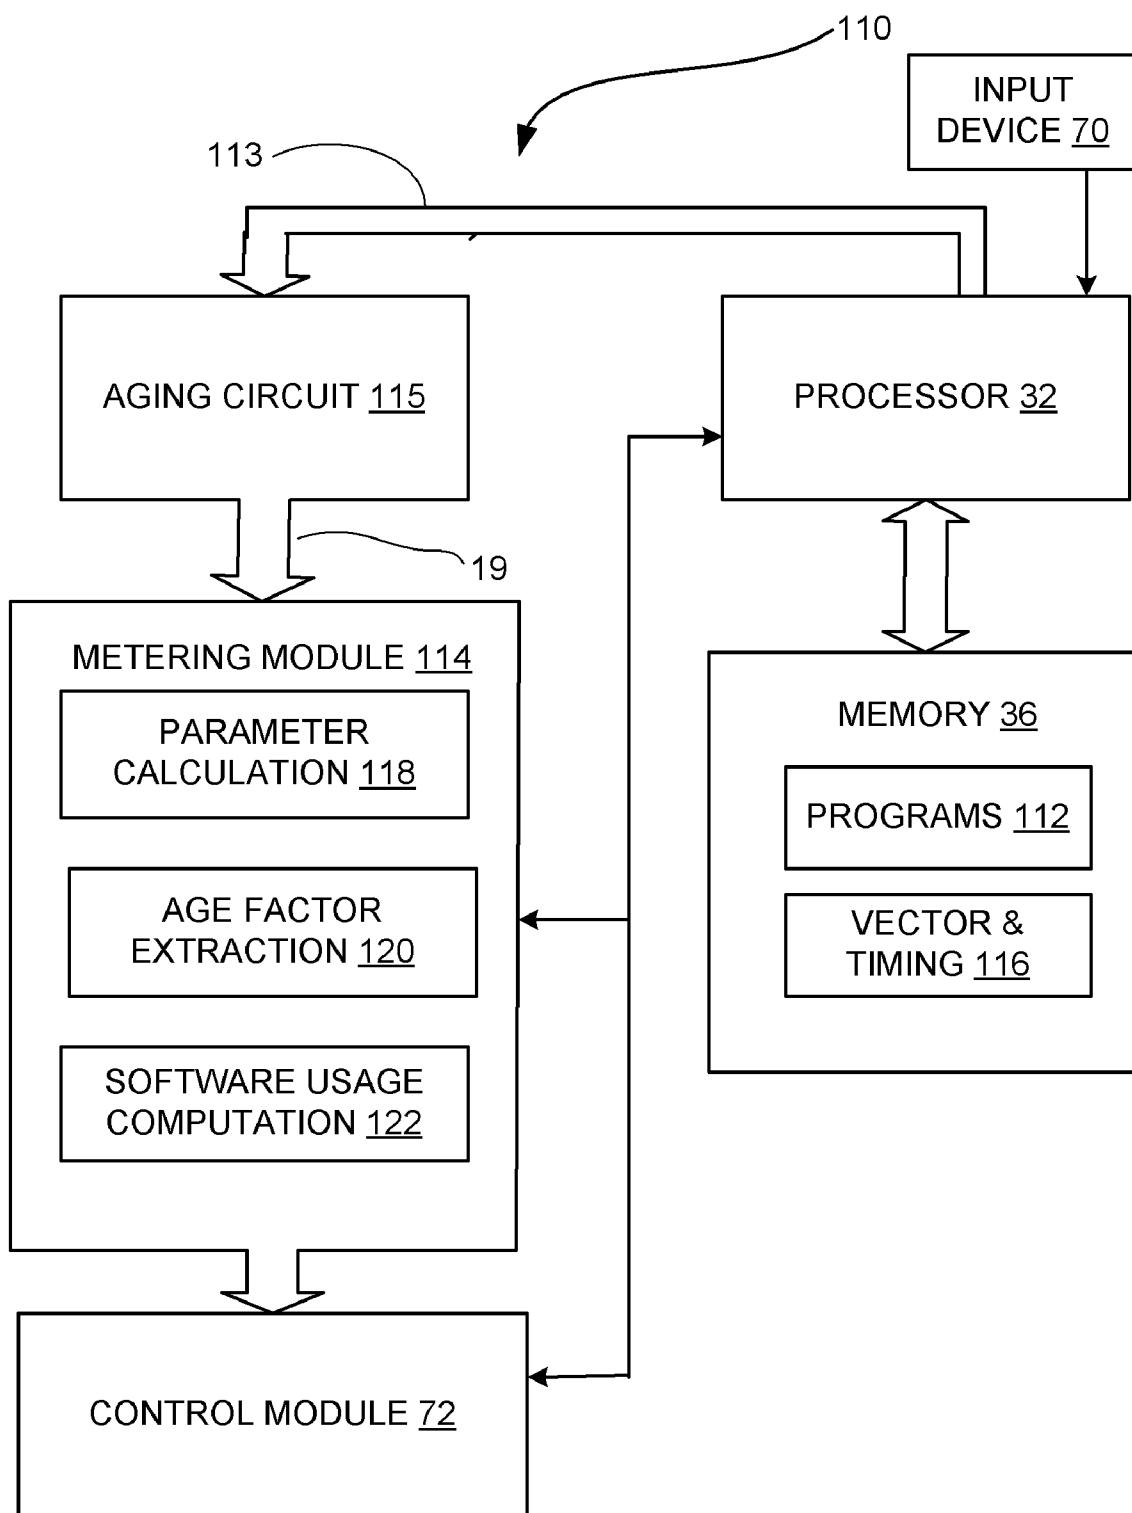 110
INPUT
DEVICE 70
113
AGING CIRCUIT 115
PROCESSOR 32
19
METERING MODULE 114
PARAMETER
CALCULATION 118
AGE FACTOR
EXTRACTION 120
SOFTWARE USAGE
COMPUTATION 122
MEMORY 36
PROGRAMS 112
VECTOR &
TIMING 116
CONTROL MODULE 72